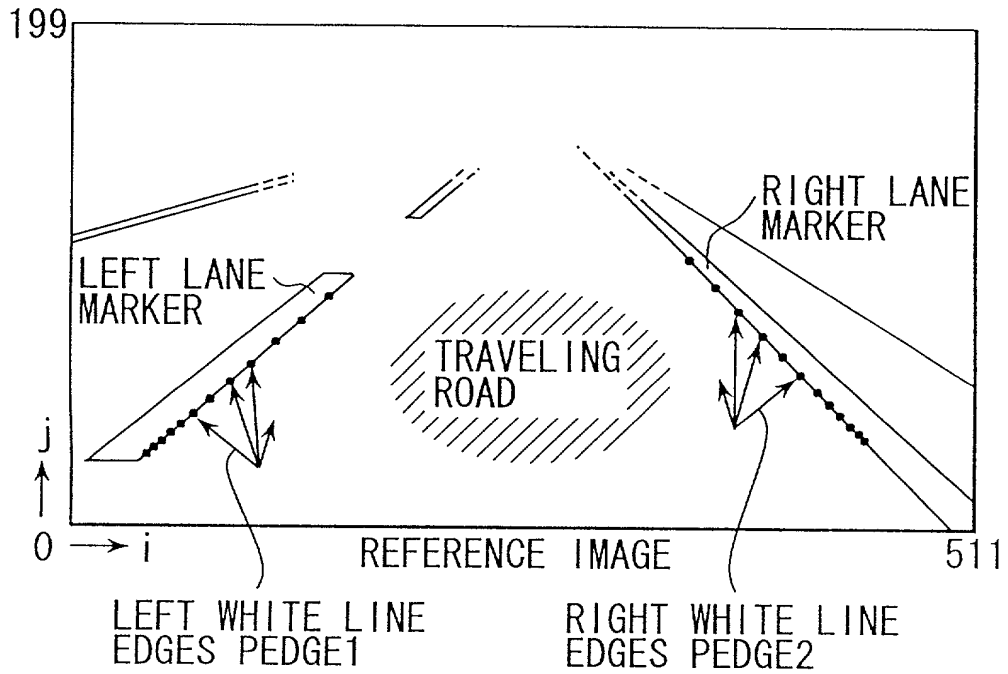 199
RIGHT LANE
MARKER
LEFT LANE
MARKER
TRAVELING
ROAD
j
0
i
REFERENCE IMAGE
511
LEFT WHITE LINE
EDGES PEDGE1
RIGHT WHITE LINE
EDGES PEDGE2